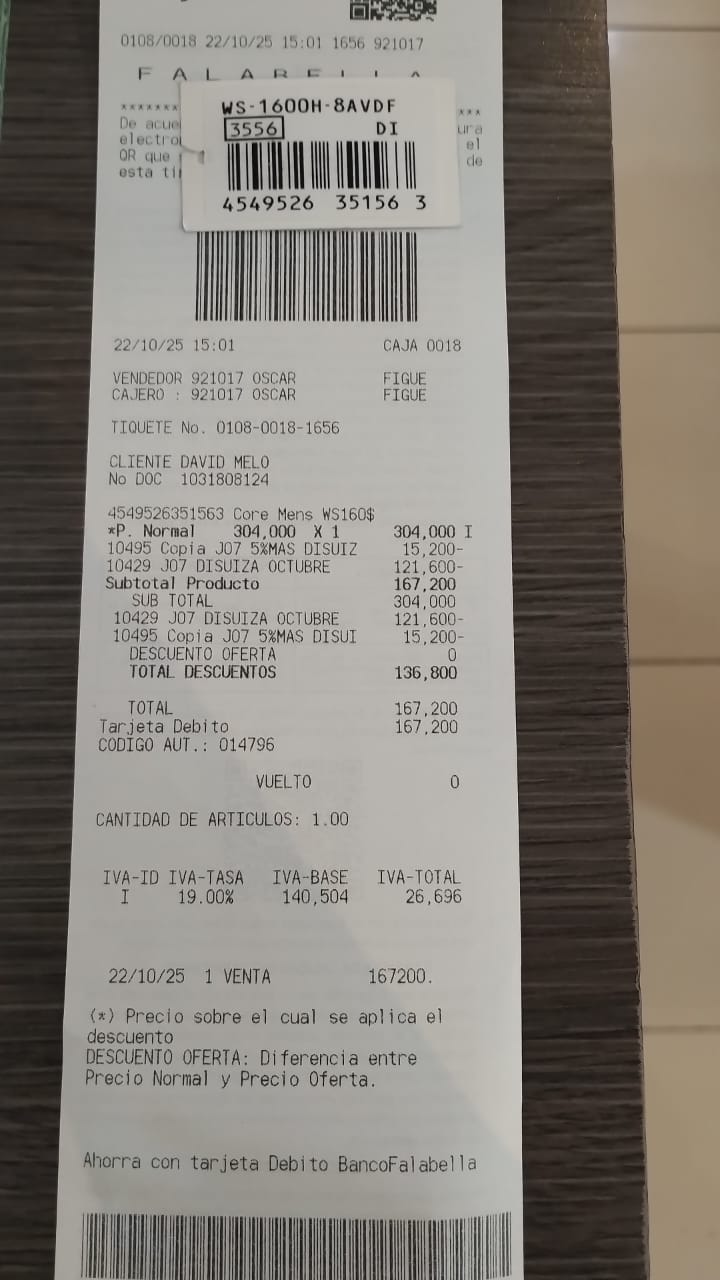 0108/0018 22/10/25 15:01 1656 921017
F A L A B E L L A
WS-1600H-8AVDF
3556 DI
4549526 35156 3
******* ***
De acue ura
electro el
QR que de
esta ti
22/10/25 15:01 CAJA 0018
VENDEDOR 921017 OSCAR FIGUE
CAJERO : 921017 OSCAR FIGUE
TIQUETE No. 0108-0018-1656
CLIENTE DAVID MELO
No DOC 1031808124
4549526351563 Core Mens WS160$
*P. Normal 304,000 X 1 304,000 I
10495 Copia J07 5%MAS DISUIZ 15,200-
10429 J07 DISUIZA OCTUBRE 121,600-
Subtotal Producto 167,200
SUB TOTAL 304,000
10429 J07 DISUIZA OCTUBRE 121,600-
10495 Copia J07 5%MAS DISUI 15,200-
DESCUENTO OFERTA 0
TOTAL DESCUENTOS 136,800
TOTAL 167,200
Tarjeta Debito 167,200
CODIGO AUT.: 014796
VUELTO 0
CANTIDAD DE ARTICULOS: 1.00
IVA-ID IVA-TASA IVA-BASE IVA-TOTAL
I 19.00% 140,504 26,696
22/10/25 1 VENTA 167200.
(*) Precio sobre el cual se aplica el
descuento
DESCUENTO OFERTA: Diferencia entre
Precio Normal y Precio Oferta.
Ahorra con tarjeta Debito BancoFalabella